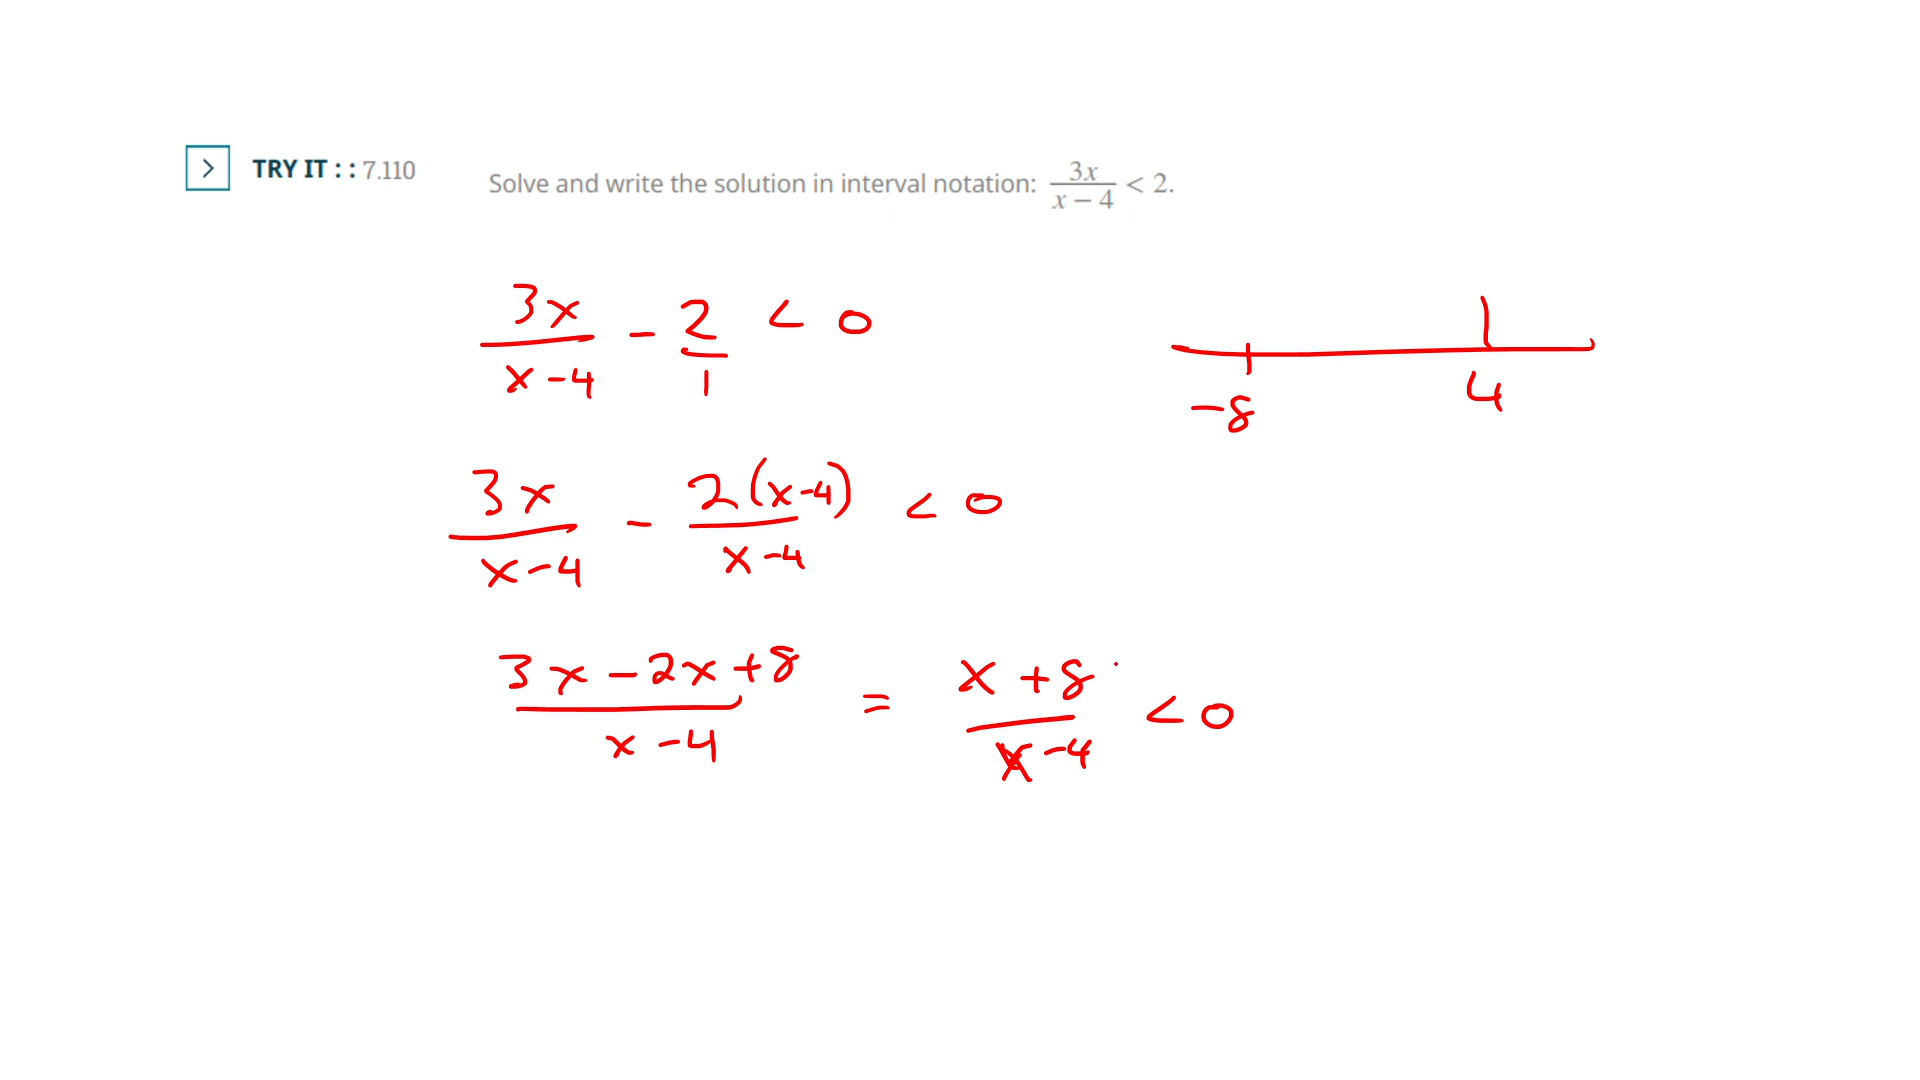 > TRY IT : : 7.110
Solve and write the solution in interval notation: 3x / (x − 4) < 2.
3x / (x-4) - 2/1 < 0
3x / (x-4) - 2(x-4) / (x-4) < 0
(3x-2x+8) / (x-4) = (x+8) / (x-4) < 0
-8 4